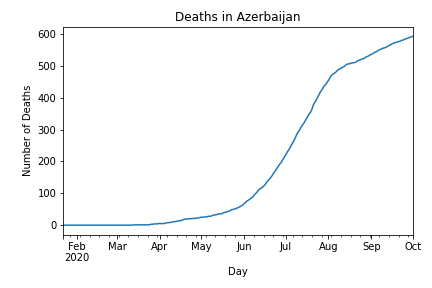 Deaths in Azerbaijan
600
500
400
300
200
100
0
Number of Deaths
Feb Mar Apr May Jun Jul Aug Sep Oct
2020
Day